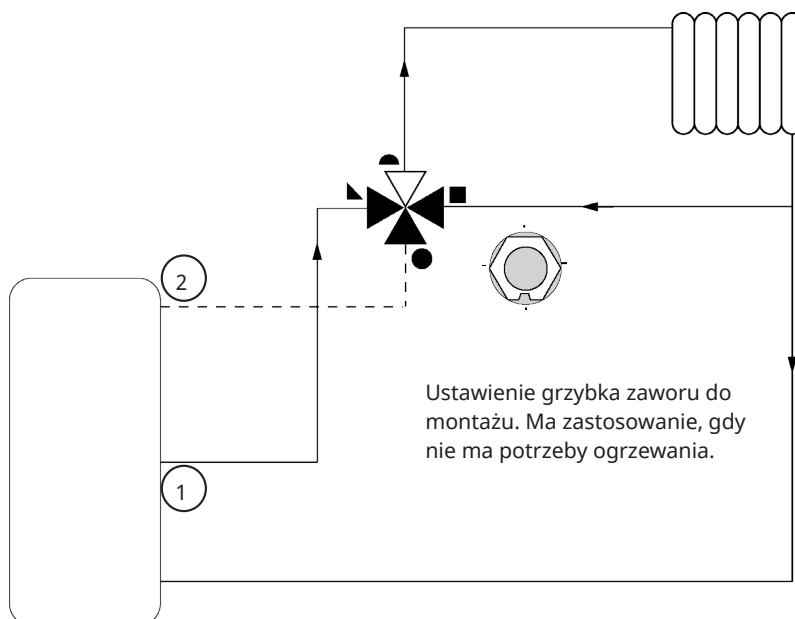 2
Ustawienie grzybka zaworu do
montażu. Ma zastosowanie, gdy
nie ma potrzeby ogrzewania.
1